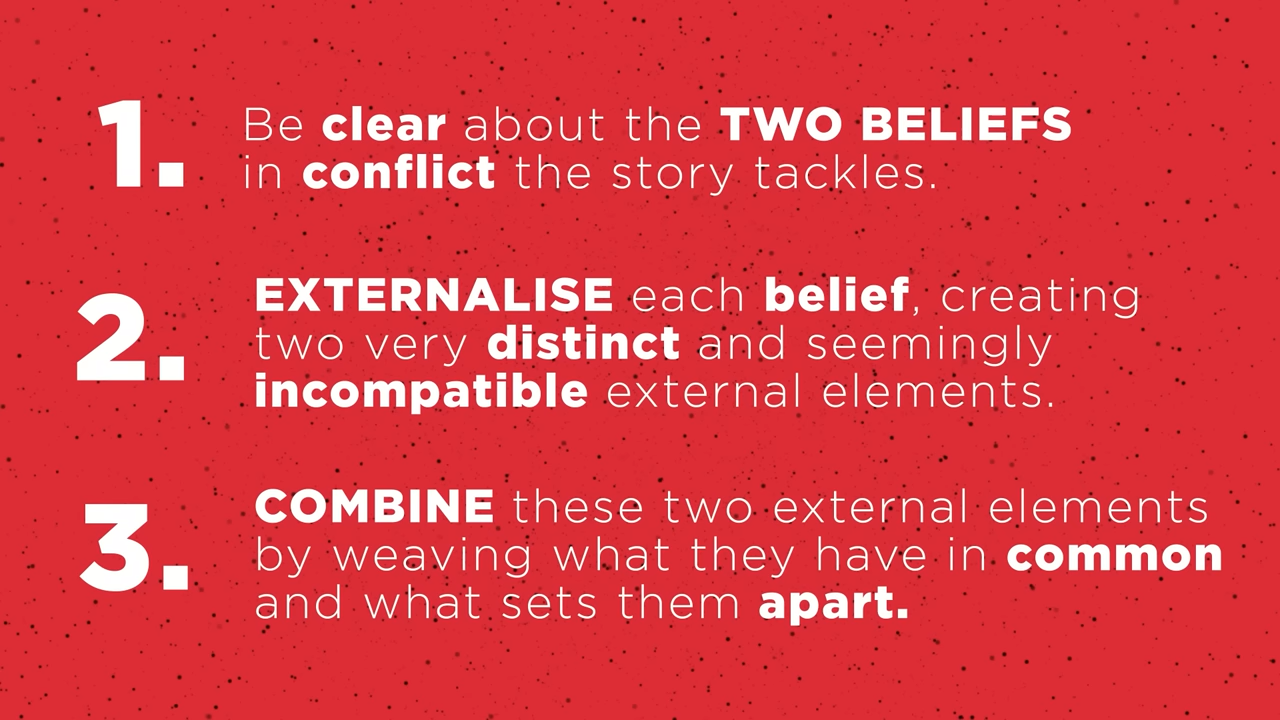 1. Be clear about the TWO BELIEFS
in conflict the story tackles.
2. EXTERNALISE each belief, creating
two very distinct and seemingly
incompatible external elements.
3. COMBINE these two external elements
by weaving what they have in common
and what sets them apart.